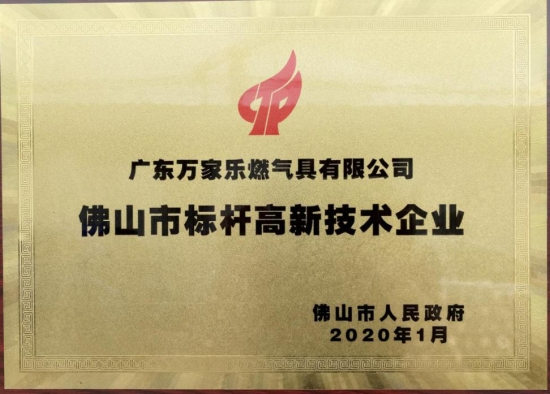 广东万家乐燃气具有限公司
佛山市标杆高新技术企业
佛山市人民政府
2020年1月